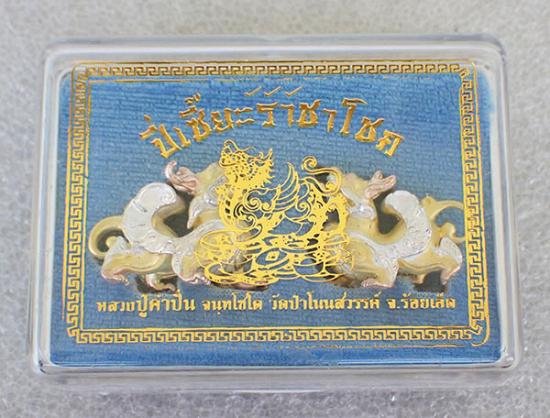 ปี่เซี๊ยะราชาโชค
หลวงปู่คำปิ่น จนฺทโชโต วัดป่าโนนสวรรค์ จ.ร้อยเอ็ด